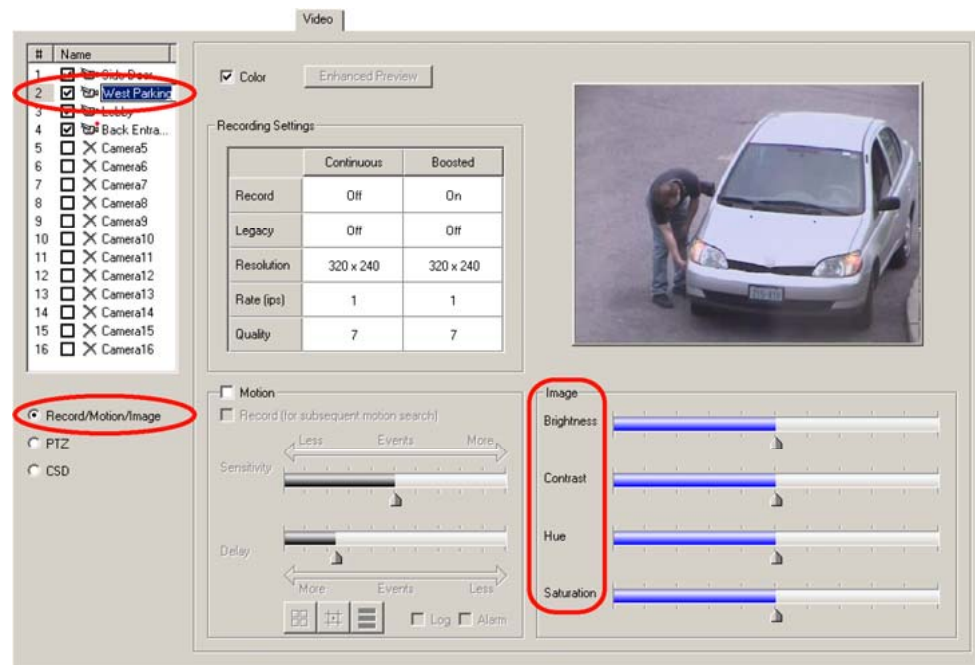 Video
# Name
1 Side Door
2 West Parking
3 Lobby
4 Back Entra...
5 Camera5
6 Camera6
7 Camera7
8 Camera8
9 Camera9
10 Camera10
11 Camera11
12 Camera12
13 Camera13
14 Camera14
15 Camera15
16 Camera16
Record/Motion/Image
PTZ
CSD
Color
Enhanced Preview
Recording Settings
Continuous Boosted
Record Off On
Legacy Off Off
Resolution 320 x 240 320 x 240
Rate (ips) 1 1
Quality 7 7
Motion
Record (for subsequent motion search)
Less Events More
Sensitivity
Delay
More Events Less
Log Alarm
Image
Brightness
Contrast
Hue
Saturation